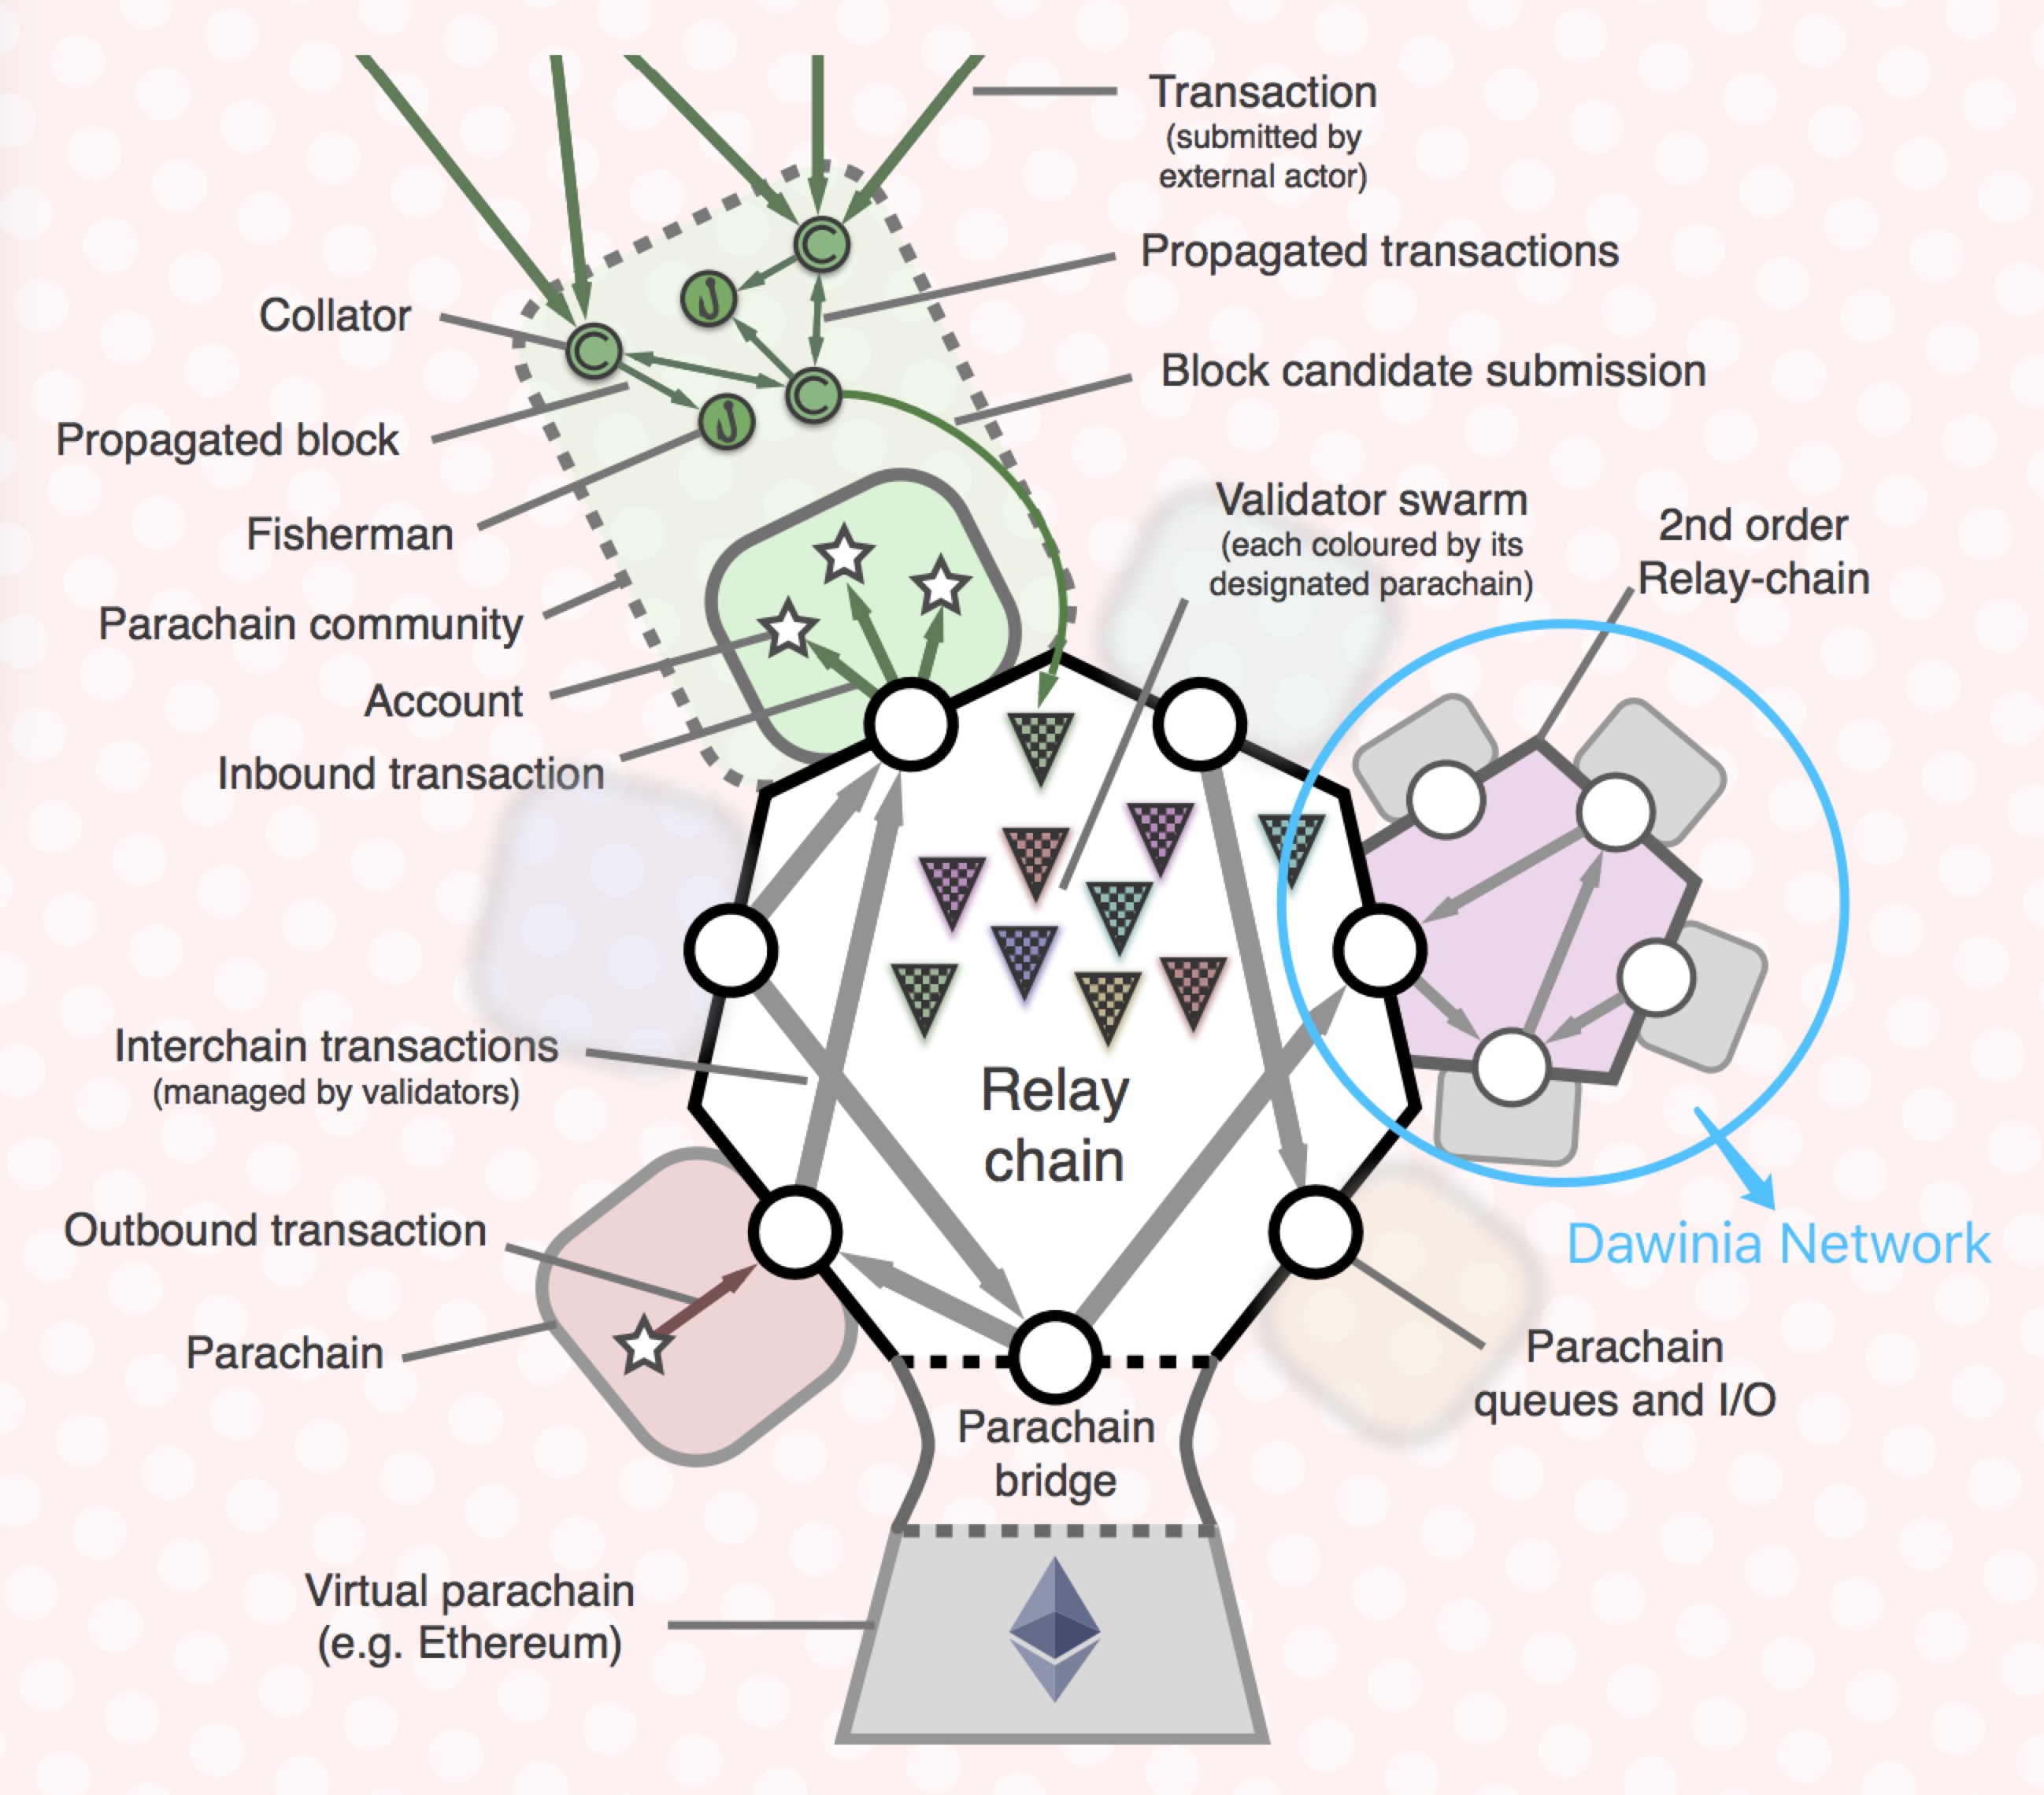 Transaction
(submitted by
external actor)
Propagated transactions
Collator
Block candidate submission
Propagated block
Validator swarm
(each coloured by its
designated parachain)
2nd order
Relay-chain
Fisherman
Parachain community
Account
Inbound transaction
C
C
C
Interchain transactions
(managed by validators)
Relay
chain
Outbound transaction
Dawinia Network
Parachain
Parachain
queues and I/O
Parachain
bridge
Virtual parachain
(e.g. Ethereum)